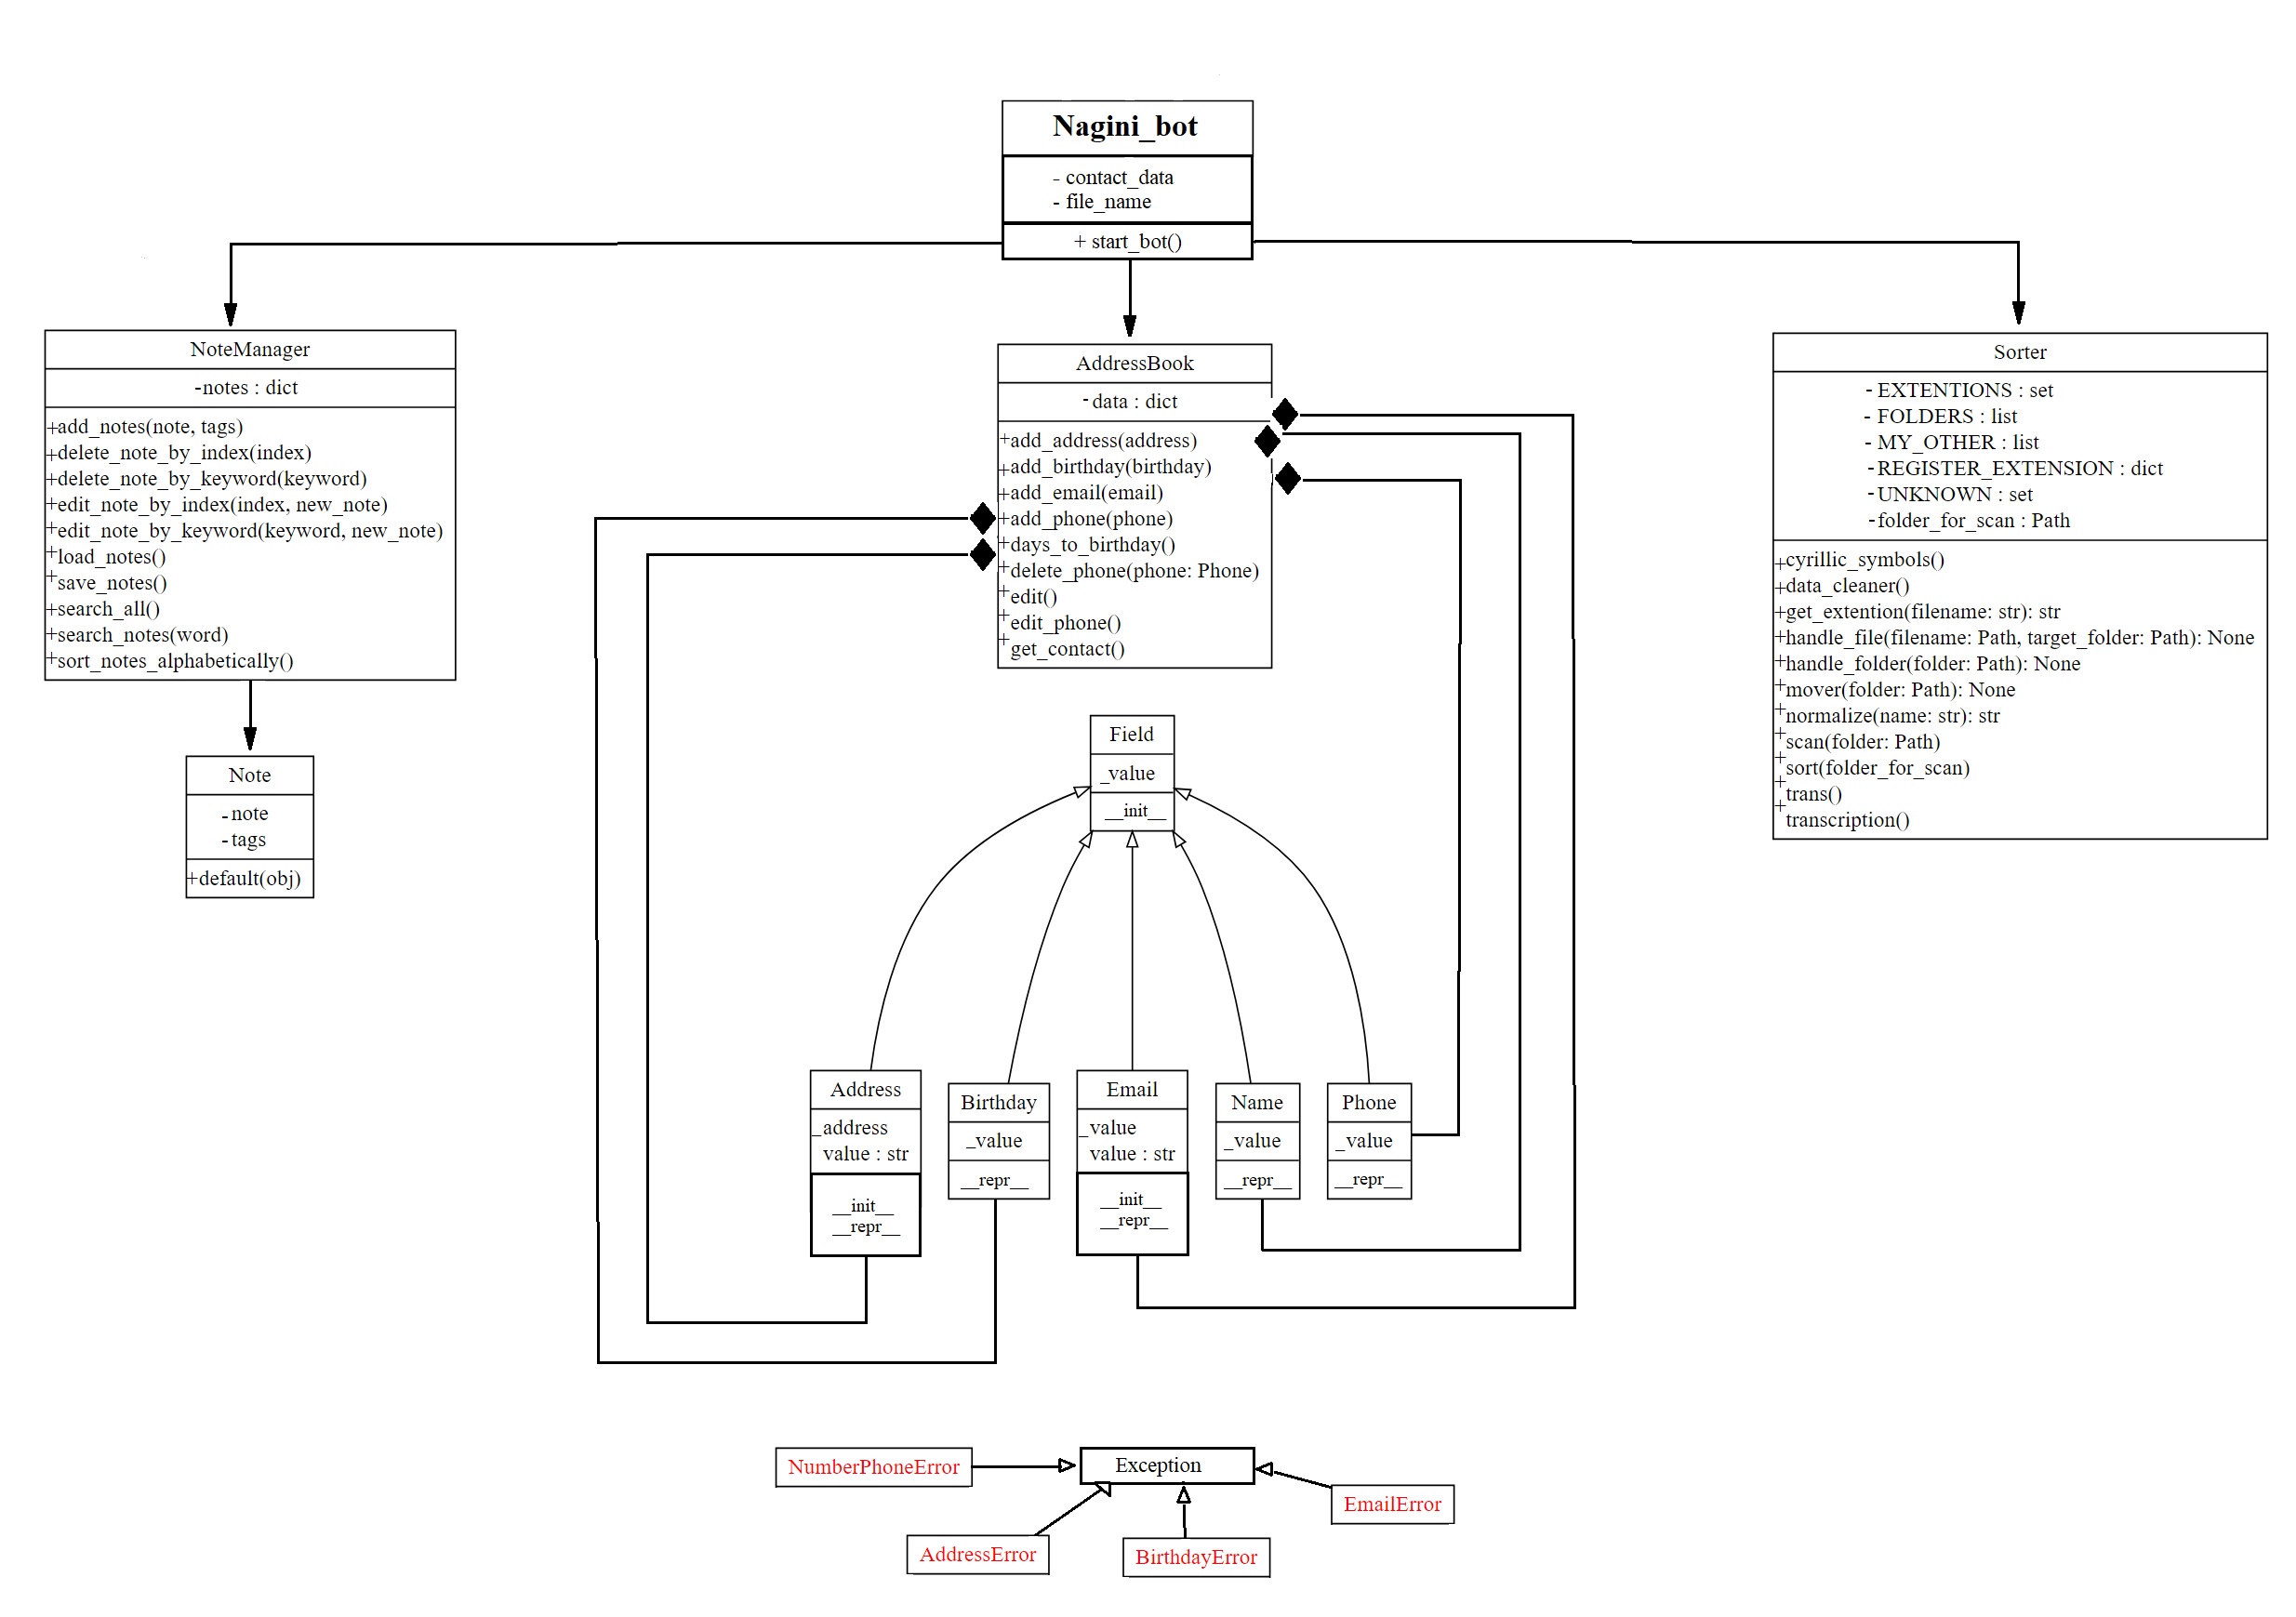 Nagini_bot
- contact_data
- file_name
+ start_bot()
NoteManager
-notes : dict
+add_notes(note, tags)
+delete_note_by_index(index)
+delete_note_by_keyword(keyword)
+edit_note_by_index(index, new_note)
+edit_note_by_keyword(keyword, new_note)
+load_notes()
+save_notes()
+search_all()
+search_notes(word)
+sort_notes_alphabetically()
Note
-note
-tags
+default(obj)
AddressBook
- data : dict
+add_address(address)
+add_birthday(birthday)
+add_email(email)
+add_phone(phone)
+days_to_birthday()
+delete_phone(phone: Phone)
+edit()
+edit_phone()
+get_contact()
Sorter
- EXTENTIONS : set
- FOLDERS : list
- MY_OTHER : list
-REGISTER_EXTENSION : dict
-UNKNOWN : set
-folder_for_scan : Path
+cyrillic_symbols()
+data_cleaner()
+get_extention(filename: str): str
+handle_file(filename: Path, target_folder: Path): None
+handle_folder(folder: Path): None
+mover(folder: Path): None
+normalize(name: str): str
+scan(folder: Path)
+sort(folder_for_scan)
+trans()
+transcription()
Field
_value
__init__
Address
_address
value : str
__init__
__repr__
Birthday
_value
__repr__
Email
_value
value : str
__init__
__repr__
Name
_value
__repr__
Phone
_value
__repr__
NumberPhoneError
Exception
EmailError
AddressError
BirthdayError